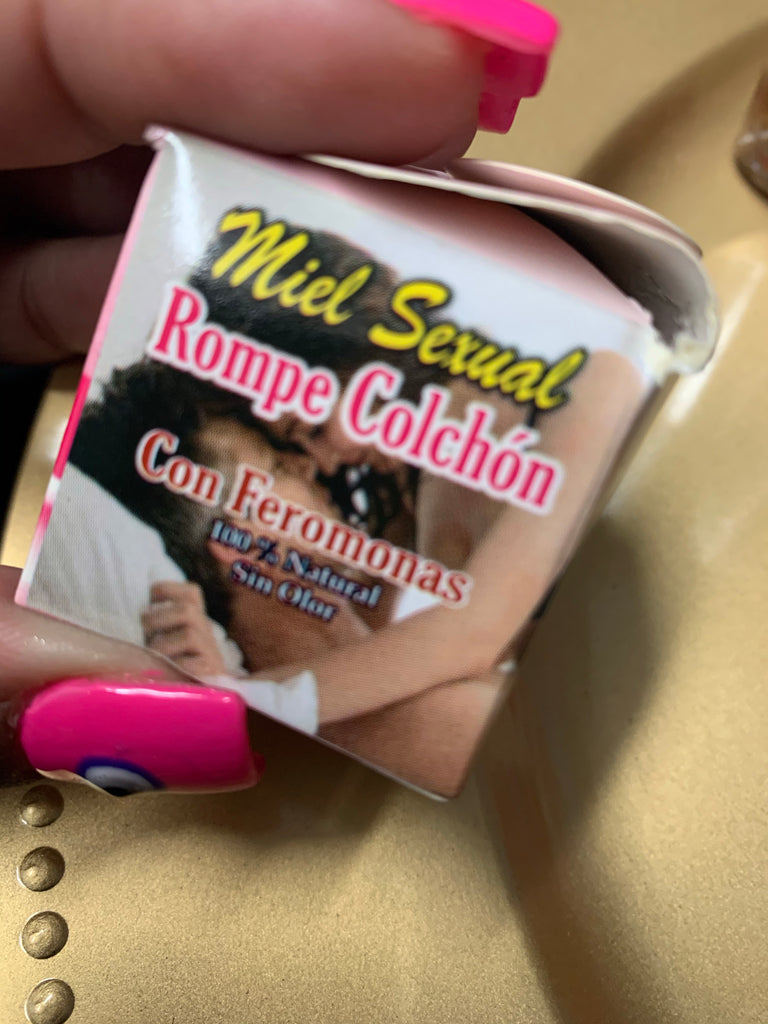 Miel Sexual
Rompe Colchón
Con Feromonas
100 % Natural
Sin Olor